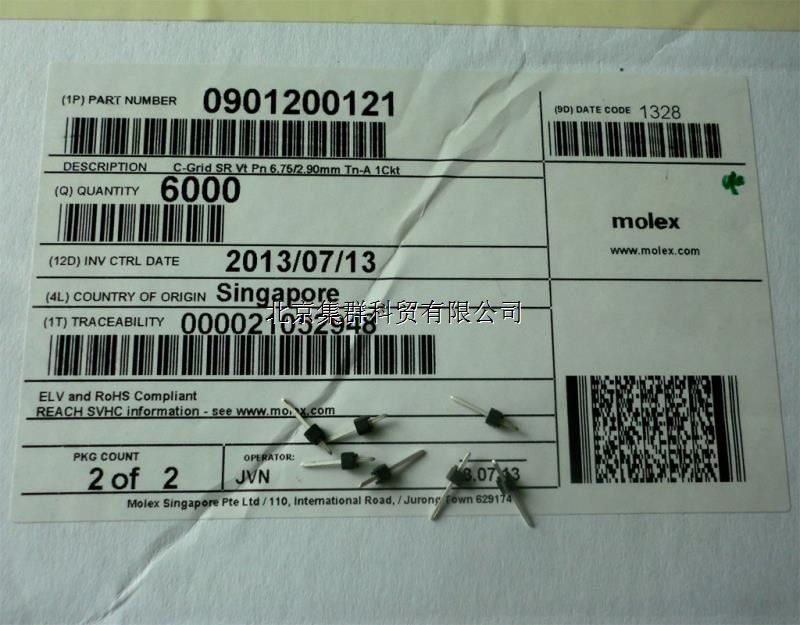 (1P) PART NUMBER 0901200121
(9D) DATE CODE 1328
DESCRIPTION C-Grid SR Vt Pn 6.75/2.90mm Tn-A 1Ckt
(Q) QUANTITY 6000
molex
www.molex.com
(12D) INV CTRL DATE 2013/07/13
(4L) COUNTRY OF ORIGIN Singapore
北京集群科贸有限公司
(1T) TRACEABILITY 000021052948
ELV and RoHS Compliant
REACH SVHC information - see www.molex.com
PKG COUNT
2 of 2
OPERATOR:
JVN
.07.13
Molex Singapore Pte Ltd / 110, International Road, / Jurong Town 629174